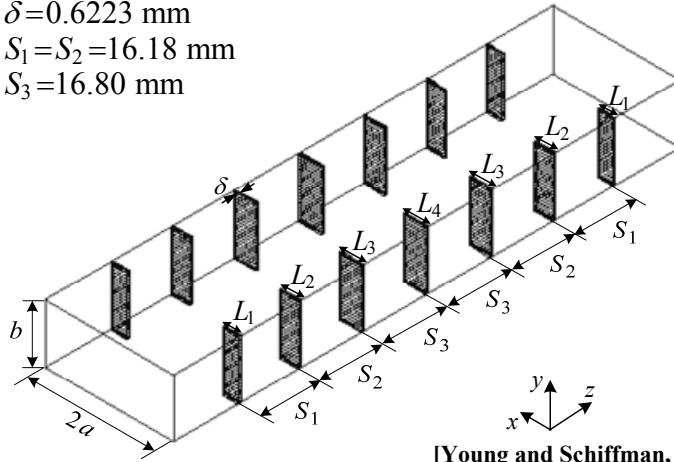 δ=0.6223 mm
S₁=S₂=16.18 mm
S₃=16.80 mm
L₁
L₂
L₃
δ
L₄
L₃
L₂
L₁
S₁
S₂
S₃
S₃
S₂
S₁
b
2a
y
z
x
[Young and Schiffman,